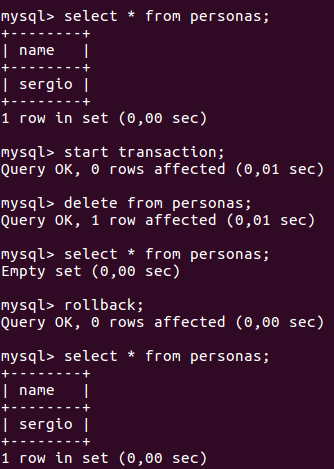 mysql> select * from personas;
+--------+
| name   |
+--------+
| sergio |
+--------+
1 row in set (0,00 sec)
mysql> start transaction;
Query OK, 0 rows affected (0,01 sec)
mysql> delete from personas;
Query OK, 1 row affected (0,01 sec)
mysql> select * from personas;
Empty set (0,00 sec)
mysql> rollback;
Query OK, 0 rows affected (0,00 sec)
mysql> select * from personas;
+--------+
| name   |
+--------+
| sergio |
+--------+
1 row in set (0,00 sec)